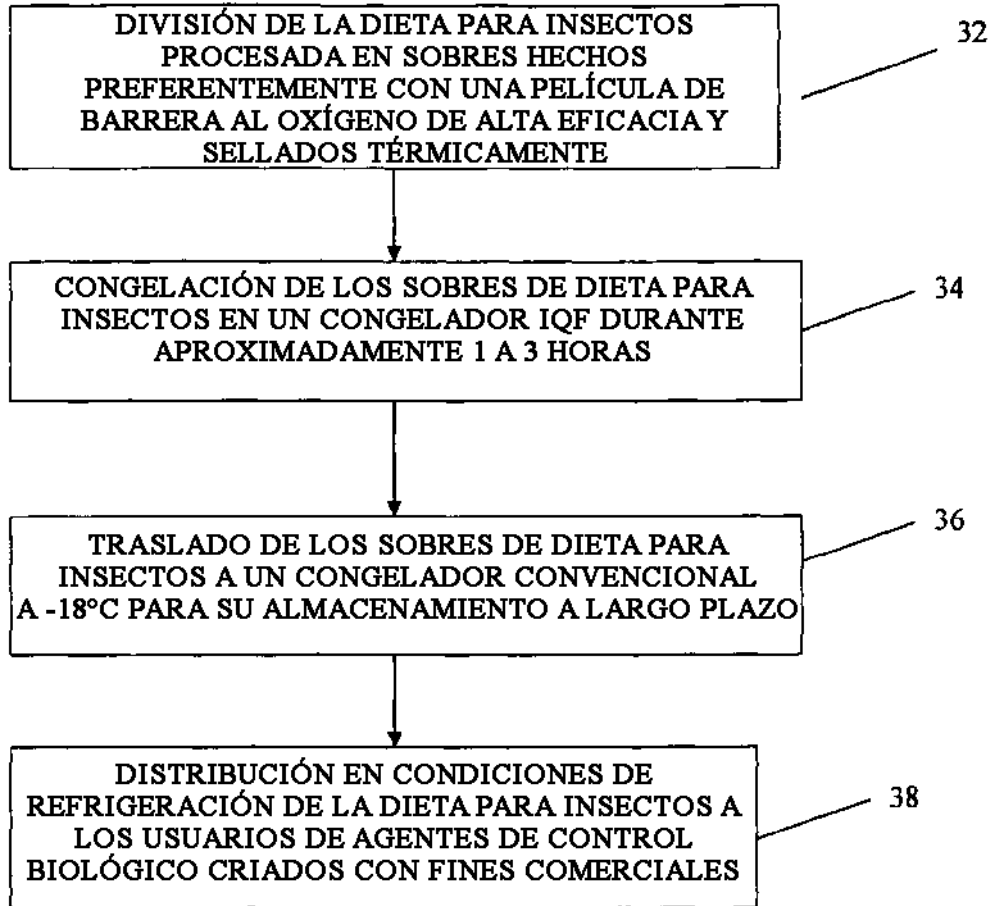 DIVISIÓN DE LA DIETA PARA INSECTOS
PROCESADA EN SOBRES HECHOS
PREFERENTEMENTE CON UNA PELÍCULA DE
BARRERA AL OXÍGENO DE ALTA EFICACIA Y
SELLADOS TÉRMICAMENTE
32
CONGELACIÓN DE LOS SOBRES DE DIETA PARA
INSECTOS EN UN CONGELADOR IQF DURANTE
APROXIMADAMENTE 1 A 3 HORAS
34
TRASLADO DE LOS SOBRES DE DIETA PARA
INSECTOS A UN CONGELADOR CONVENCIONAL
A -18°C PARA SU ALMACENAMIENTO A LARGO PLAZO
36
DISTRIBUCIÓN EN CONDICIONES DE
REFRIGERACIÓN DE LA DIETA PARA INSECTOS A
LOS USUARIOS DE AGENTES DE CONTROL
BIOLÓGICO CRIADOS CON FINES COMERCIALES
38